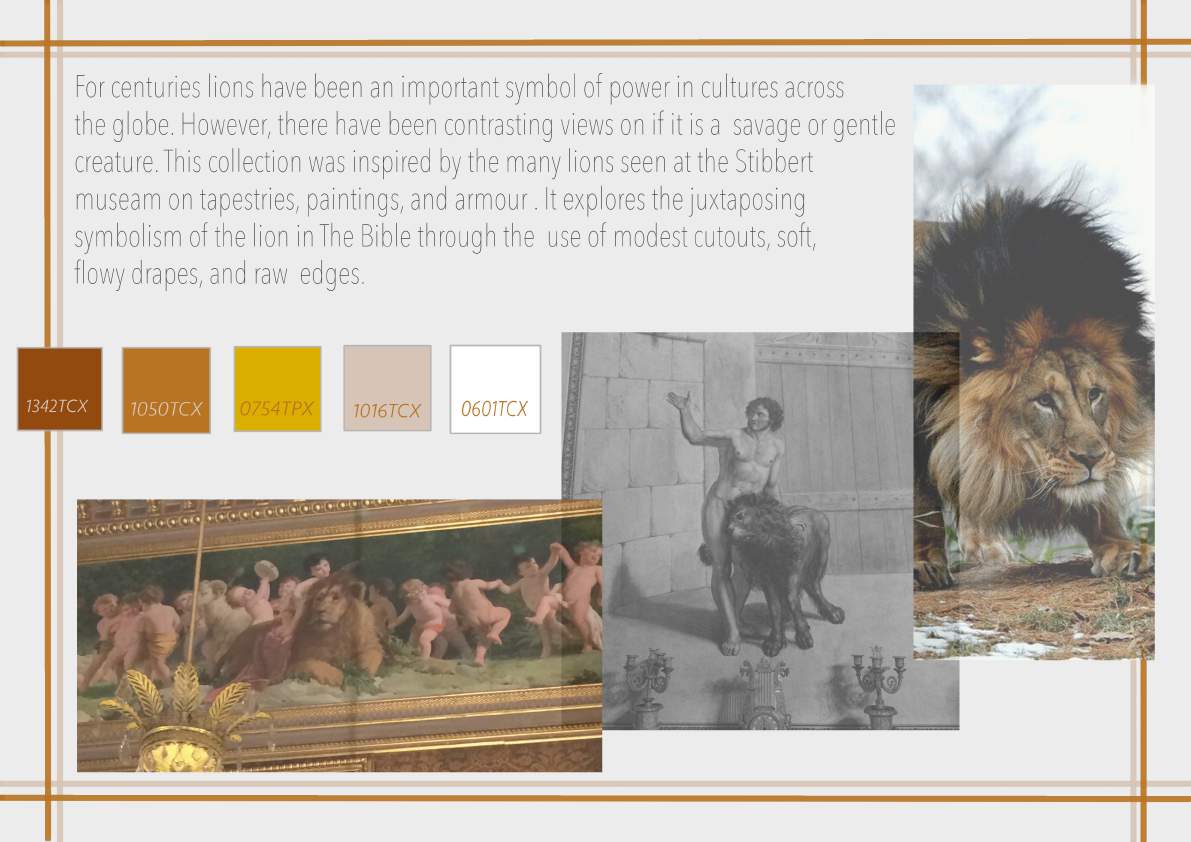 For centuries lions have been an important symbol of power in cultures across
the globe. However, there have been contrasting views on if it is a savage or gentle
creature. This collection was inspired by the many lions seen at the Stibbert
museam on tapestries, paintings, and armour . It explores the juxtaposing
symbolism of the lion in The Bible through the use of modest cutouts, soft,
flowy drapes, and raw edges.
1342TCX
1050TCX
0754TPX
1016TCX
0601TCX